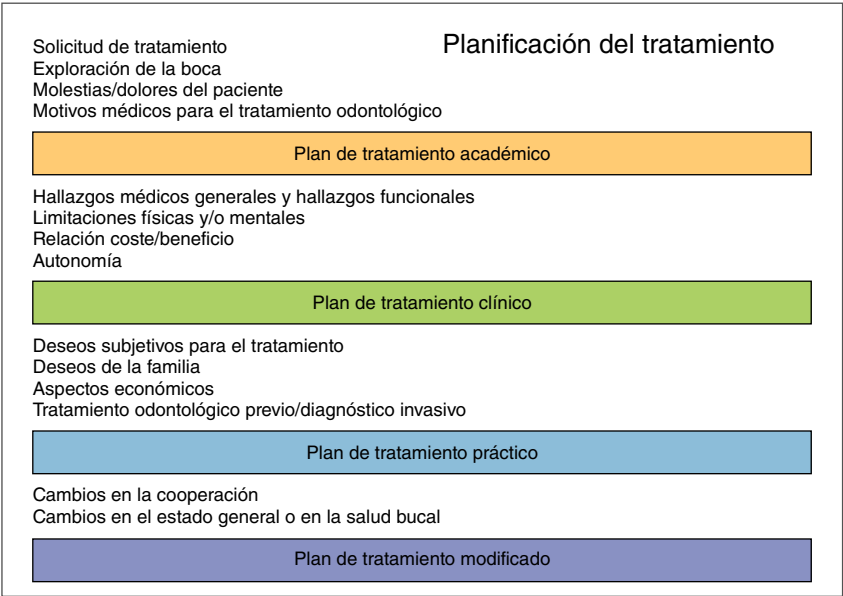 Planificación del tratamiento
Solicitud de tratamiento
Exploración de la boca
Molestias/dolores del paciente
Motivos médicos para el tratamiento odontológico
Plan de tratamiento académico
Hallazgos médicos generales y hallazgos funcionales
Limitaciones físicas y/o mentales
Relación coste/beneficio
Autonomía
Plan de tratamiento clínico
Deseos subjetivos para el tratamiento
Deseos de la familia
Aspectos económicos
Tratamiento odontológico previo/diagnóstico invasivo
Plan de tratamiento práctico
Cambios en la cooperación
Cambios en el estado general o en la salud bucal
Plan de tratamiento modificado